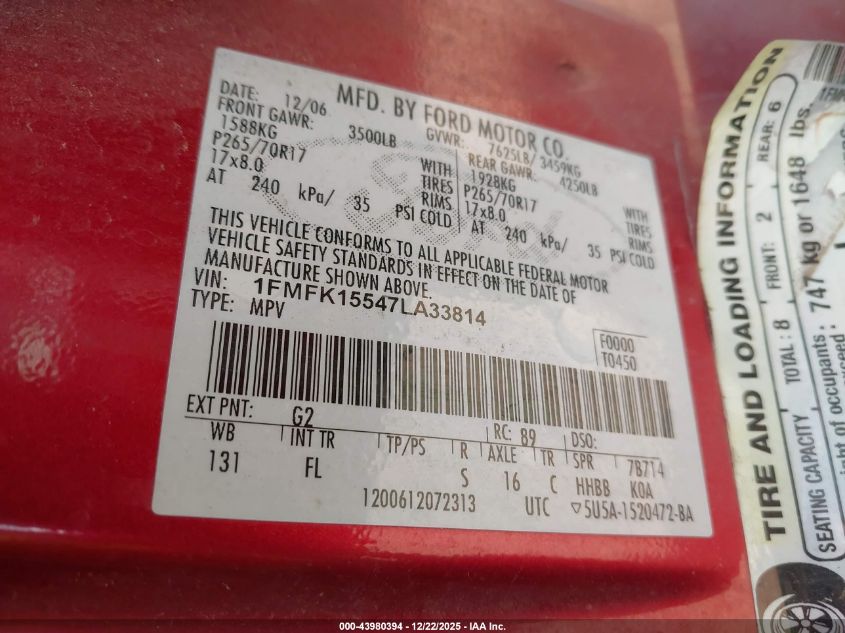 MFD. BY FORD MOTOR CO.
DATE: 12/06 GVWR: 7625LB/ 3459KG
FRONT GAWR: 3500LB REAR GAWR: 4250LB
1588KG WITH 1928KG WITH
P265/70R17 TIRES P265/70R17 TIRES
17x8.0 RIMS 17x8.0 RIMS
AT 240 kPa/ 35 PSI COLD AT 240 kPa/ 35 PSI COLD
THIS VEHICLE CONFORMS TO ALL APPLICABLE FEDERAL MOTOR
VEHICLE SAFETY STANDARDS IN EFFECT ON THE DATE OF
MANUFACTURE SHOWN ABOVE.
VIN: 1FMFK15547LA33814
TYPE: MPV
F0000
T0450
EXT PNT: G2 RC: 89 DSO:
WB INT TR TP/PS R AXLE TR SPR 7B714
131 FL S 16 C HHBB KOA
1200612072313 UTC ▽5U5A-1520472-BA
TIRE AND LOADING INFORMATION
SEATING CAPACITY TOTAL: 8 FRONT: 2 REAR: 6
of occupants: 747 kg or 1648 lbs.
000-43980394 - 12/22/2025 - IAA Inc.